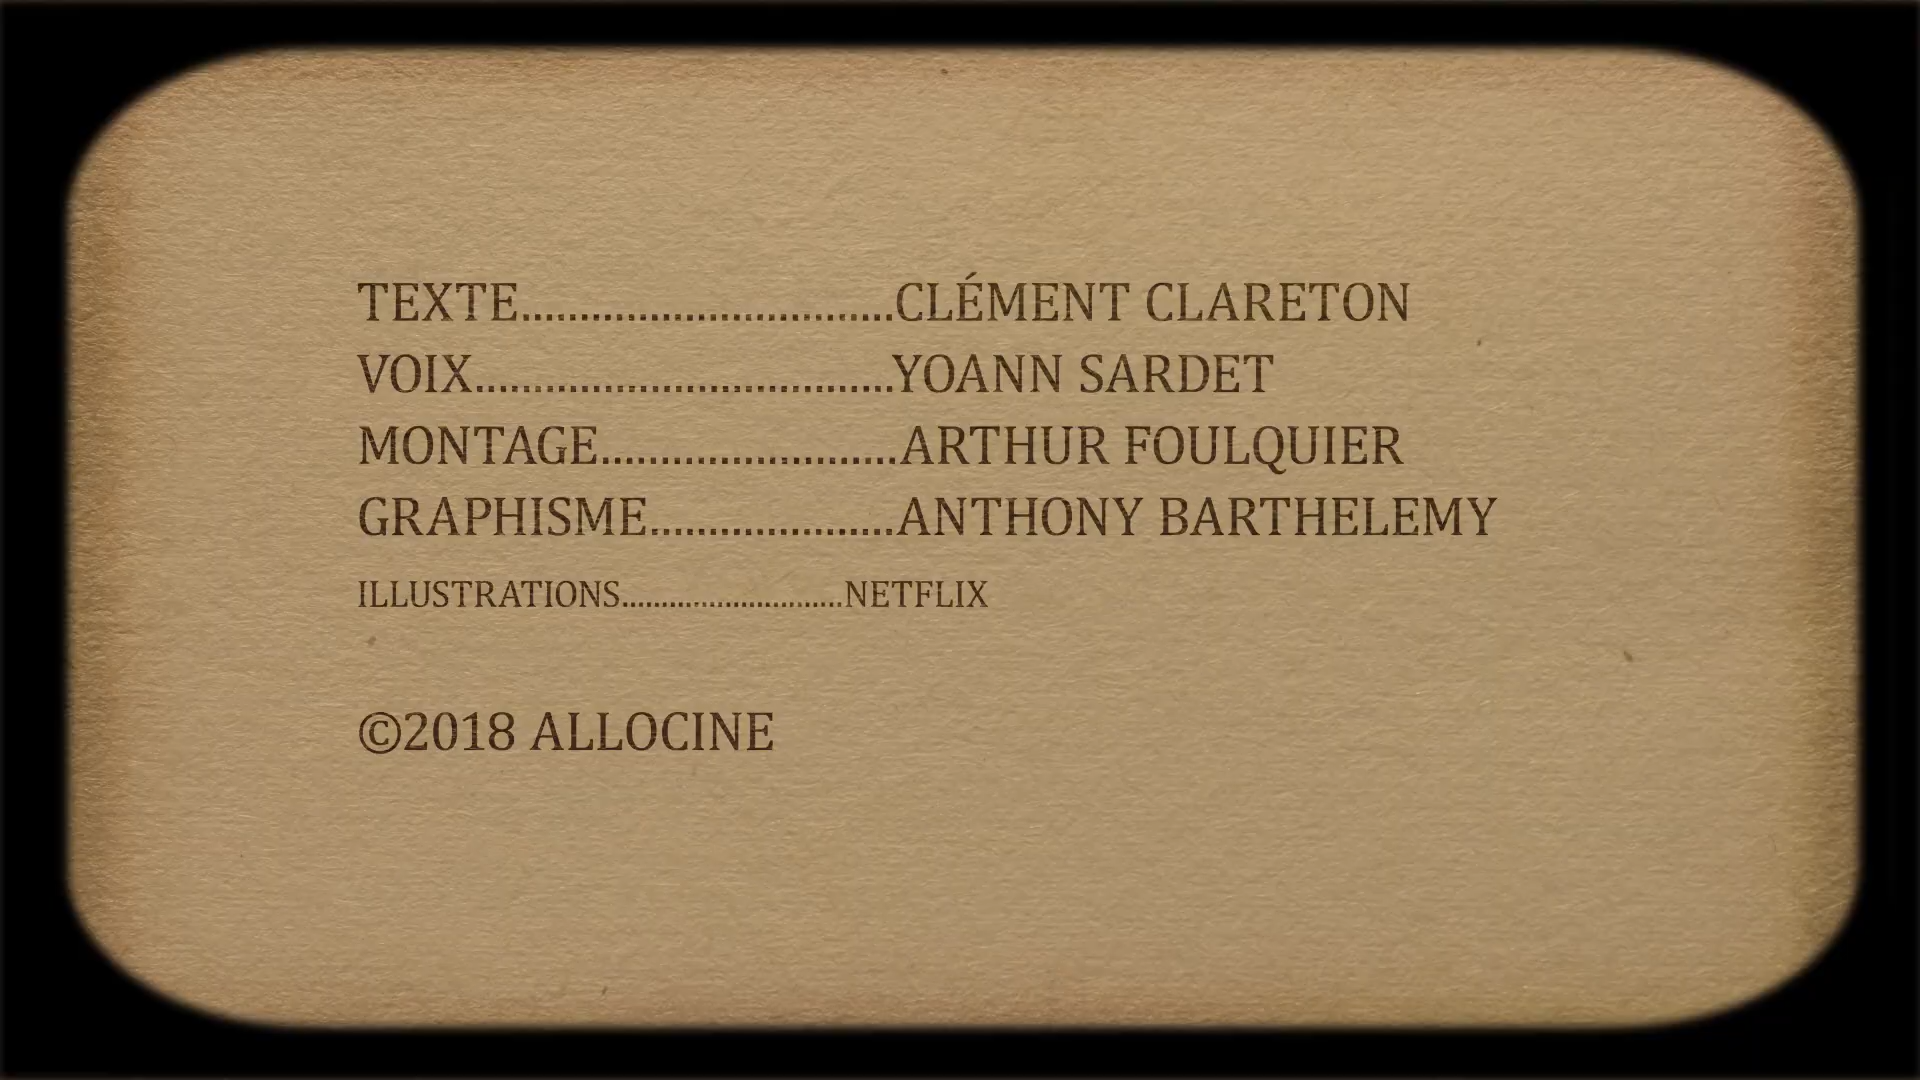 TEXTE................................CLÉMENT CLARETON
VOIX....................................YOANN SARDET
MONTAGE.........................ARTHUR FOULQUIER
GRAPHISME.....................ANTHONY BARTHELEMY
ILLUSTRATIONS............................NETFLIX
©2018 ALLOCINE